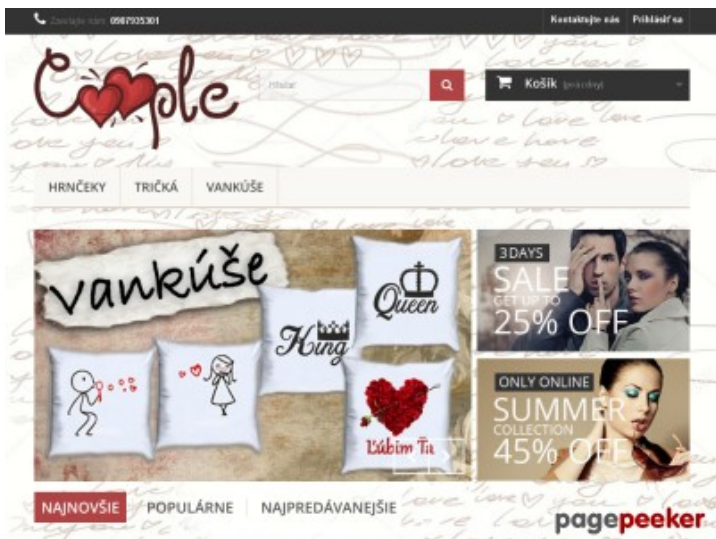 Zavolajte nám: 0907935301
Kontaktujte nás Prihlásiť sa
Coople
Hľadať
Košík (prázdny)
HRNČEKY TRIČKÁ VANKÚŠE
vankúše
Queen
King
Ľúbim Ťa
3DAYS
SALE
GET UP TO
25% OFF
ONLY ONLINE
SUMMER
COLLECTION
45% OFF
NAJNOVŠIE POPULÁRNE NAJPREDÁVANEJŠIE
pagepeeker